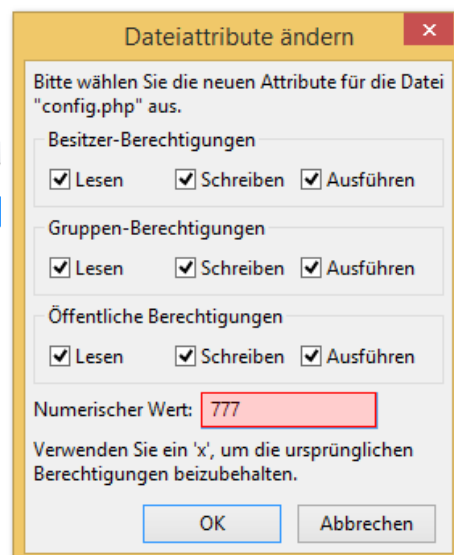 Dateiattribute ändern
Bitte wählen Sie die neuen Attribute für die Datei
"config.php" aus.
Besitzer-Berechtigungen
Lesen Schreiben Ausführen
Gruppen-Berechtigungen
Lesen Schreiben Ausführen
Öffentliche Berechtigungen
Lesen Schreiben Ausführen
Numerischer Wert: 777
Verwenden Sie ein 'x', um die ursprünglichen
Berechtigungen beizubehalten.
OK Abbrechen